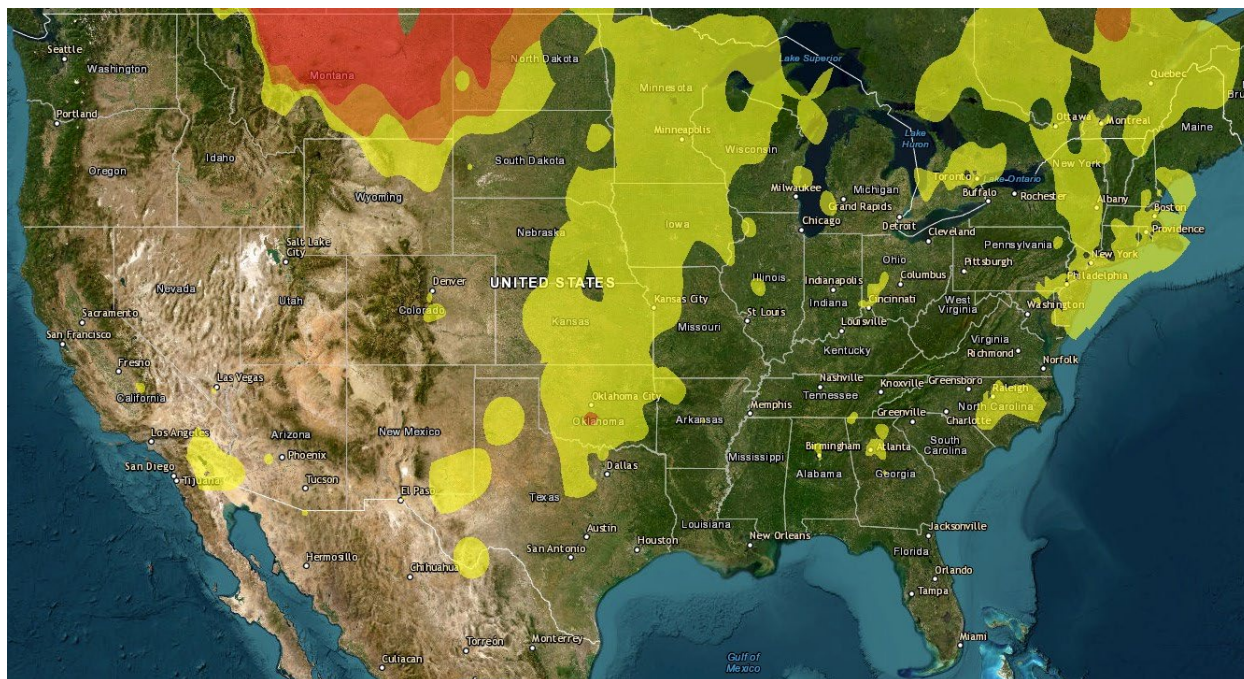 Seattle
Washington
Montana
North Dakota
Lake Superior
Minnesota
Quebec
Portland
Minneapolis
Ottawa
Montreal
Maine
Bru
Oregon
Idaho
South Dakota
Wisconsin
Lake
Huron
New York
Toronto
Lake Ontario
Wyoming
Milwaukee
Michigan
Buffalo
Rochester
Albany
Grand Rapids
Boston
Nebraska
Iowa
Chicago
Detroit
Cleveland
Providence
Salt Lake
City
Pennsylvania
Ohio
New York
Nevada
Utah
Denver
UNITED STATES
Illinois
Indianapolis
Columbus
Pittsburgh
Philadelphia
Colorado
Kansas City
Indiana
Cincinnati
West
Virginia
Washington
Sacramento
Kansas
Missouri
St Louis
Louisville
San Francisco
Kentucky
Virginia
Richmond
Norfolk
Fresno
Las Vegas
Nashville
Knoxville
Greensboro
Raleigh
California
Oklahoma City
Tennessee
Memphis
Greenville
North Carolina
Charlotte
Oklahoma
Arkansas
Los Angeles
Arizona
New Mexico
Birmingham
Atlanta
South
Carolina
Phoenix
Mississippi
San Diego
Tijuana
Dallas
Alabama
Georgia
Tucson
El Paso
Texas
Louisiana
Jacksonville
Austin
Houston
New Orleans
Florida
San Antonio
Hermosillo
Chihuahua
Orlando
Tampa
Monterrey
Torreon
Miami
Culiacan
Gulf of
Mexico